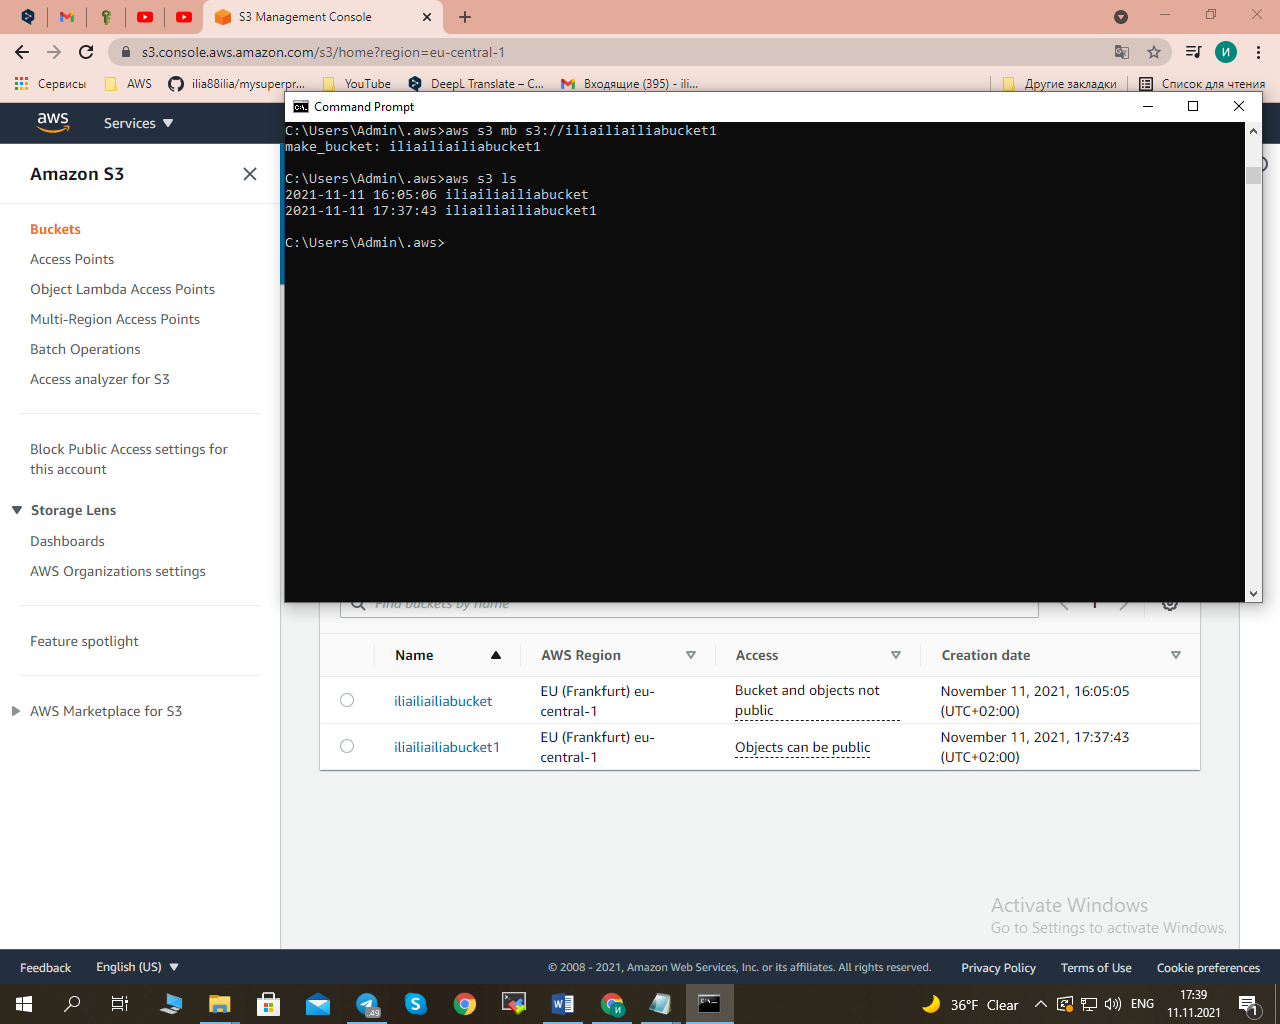 S3 Management Console
s3.console.aws.amazon.com/s3/home?region=eu-central-1
И
Сервисы
AWS
ilia88ilia/mysuperpr...
YouTube
DeepL Translate – C...
Входящие (395) - ili...
Другие закладки
Список для чтения
aws
Services
Command Prompt
C:\Users\Admin\.aws>aws s3 mb s3://iliailiailiabucket1
make_bucket: iliailiailiabucket1
C:\Users\Admin\.aws>aws s3 ls
2021-11-11 16:05:06 iliailiailiabucket
2021-11-11 17:37:43 iliailiailiabucket1
C:\Users\Admin\.aws>
Amazon S3
Buckets
Access Points
Object Lambda Access Points
Multi-Region Access Points
Batch Operations
Access analyzer for S3
Block Public Access settings for
this account
Storage Lens
Dashboards
AWS Organizations settings
Feature spotlight
AWS Marketplace for S3
Find buckets by name
1
Name
AWS Region
Access
Creation date
iliailiailiabucket
EU (Frankfurt) eu-
central-1
Bucket and objects not
public
November 11, 2021, 16:05:05
(UTC+02:00)
iliailiailiabucket1
EU (Frankfurt) eu-
central-1
Objects can be public
November 11, 2021, 17:37:43
(UTC+02:00)
Activate Windows
Go to Settings to activate Windows.
Feedback
English (US)
© 2008 - 2021, Amazon Web Services, Inc. or its affiliates. All rights reserved.
Privacy Policy
Terms of Use
Cookie preferences
.49
36°F Clear
ENG
17:39
11.11.2021
1